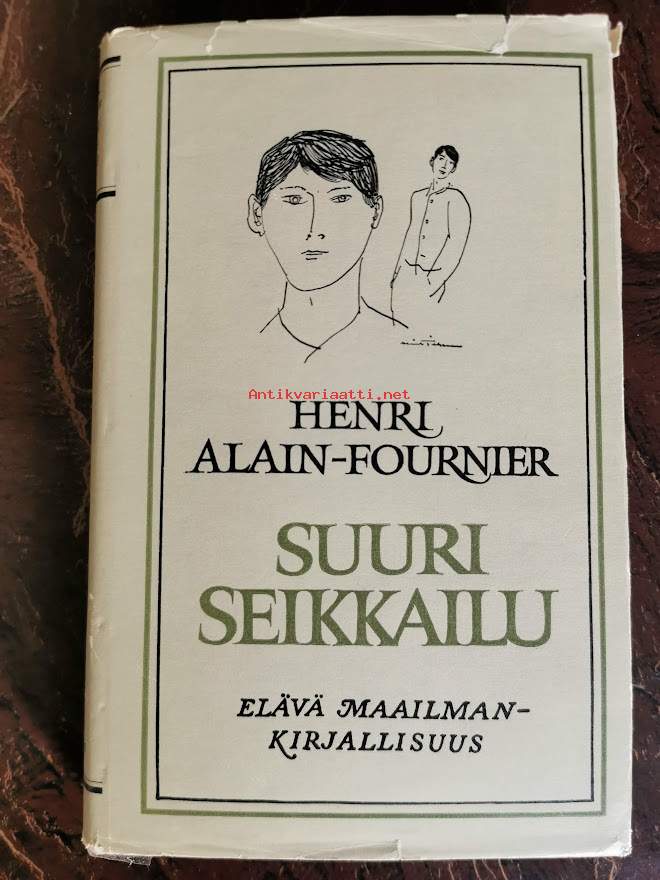 Antikvariaatti.net
HENRI
ALAIN-FOURNIER
SUURI
SEIKKAILU
ELÄVÄ MAAILMAN-
KIRJALLISUUS